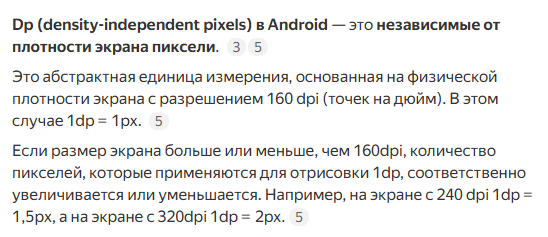 Dp (density-independent pixels) в Android — это независимые от
плотности экрана пиксели. 3 5
Это абстрактная единица измерения, основанная на физической
плотности экрана с разрешением 160 dpi (точек на дюйм). В этом
случае 1dp = 1px. 5
Если размер экрана больше или меньше, чем 160dpi, количество
пикселей, которые применяются для отрисовки 1dp, соответственно
увеличивается или уменьшается. Например, на экране с 240 dpi 1dp =
1,5px, а на экране с 320dpi 1dp = 2px. 5